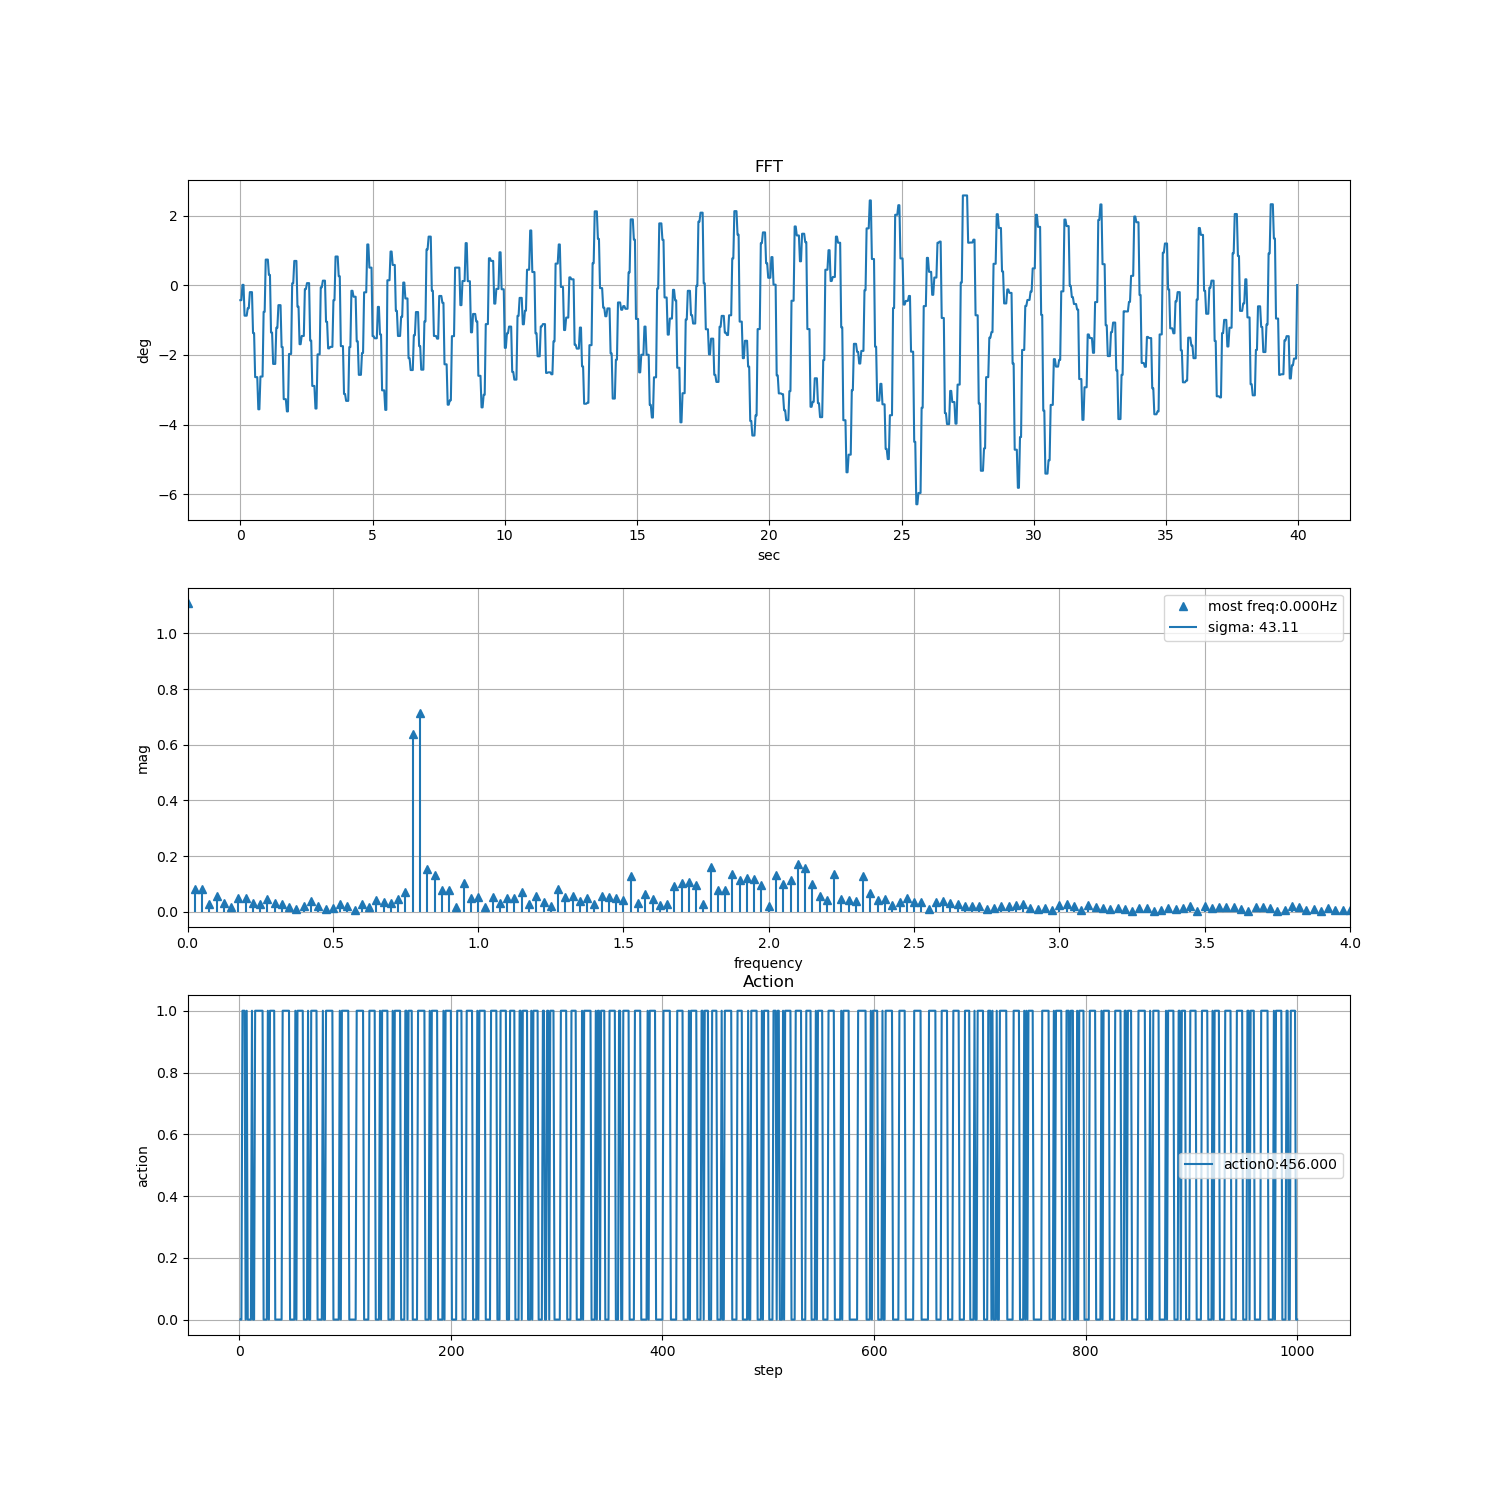 FFT
2
0
−2
−4
−6
deg
0 5 10 15 20 25 30 35 40
sec
most freq:0.000Hz
sigma: 43.11
1.0
0.8
0.6
0.4
0.2
0.0
mag
0.0 0.5 1.0 1.5 2.0 2.5 3.0 3.5 4.0
frequency
Action
1.0
0.8
0.6
0.4
0.2
0.0
action
action0:456.000
0 200 400 600 800 1000
step